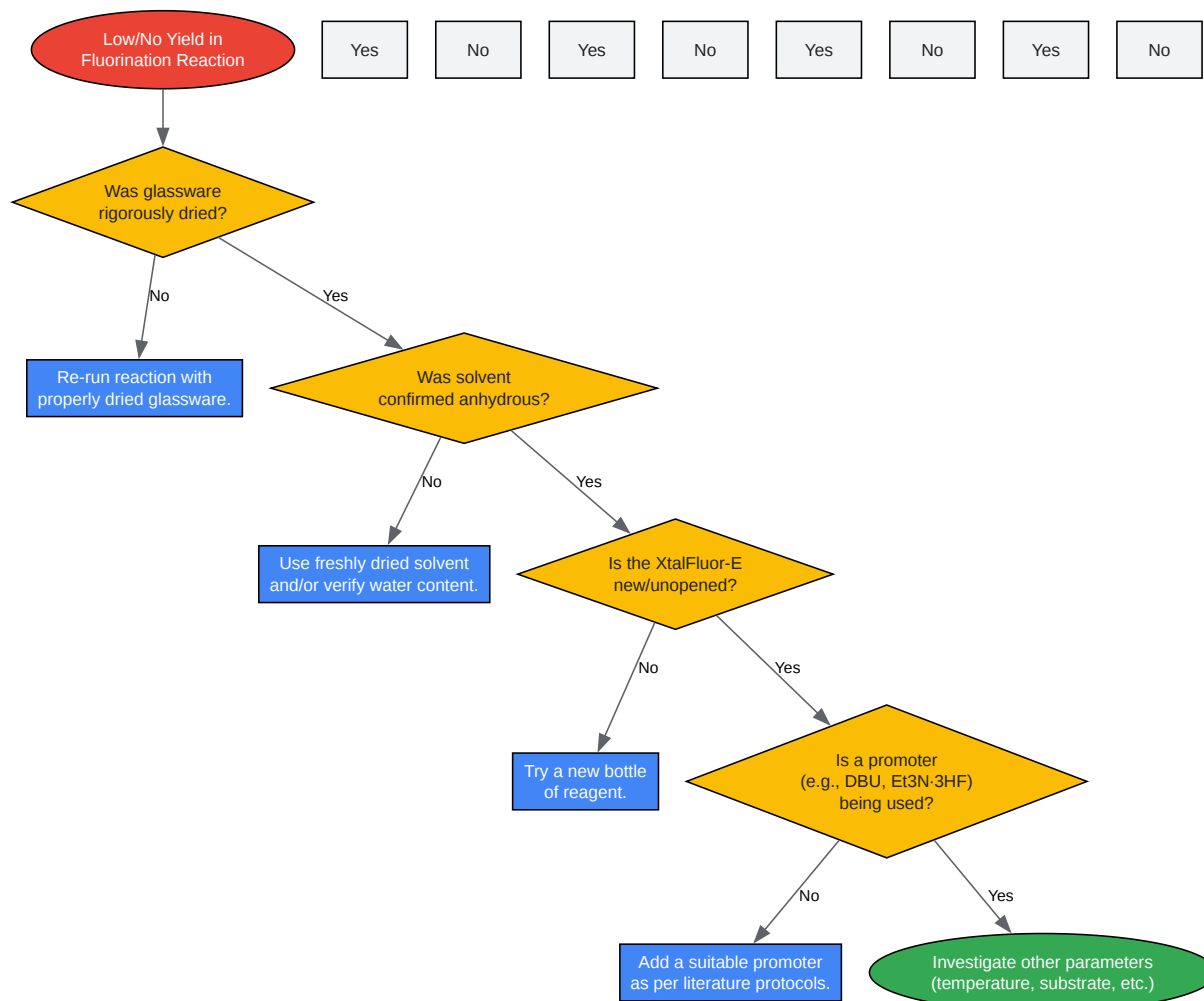 Low/No Yield in
Fluorination Reaction
Yes
No
Yes
No
Yes
No
Yes
No
Was glassware
rigorously dried?
No
Yes
Re-run reaction with
properly dried glassware.
Was solvent
confirmed anhydrous?
No
Yes
Use freshly dried solvent
and/or verify water content.
Is the XtalFluor-E
new/unopened?
No
Yes
Try a new bottle
of reagent.
Is a promoter
(e.g., DBU, Et3N·3HF)
being used?
No
Yes
Add a suitable promoter
as per literature protocols.
Investigate other parameters
(temperature, substrate, etc.)